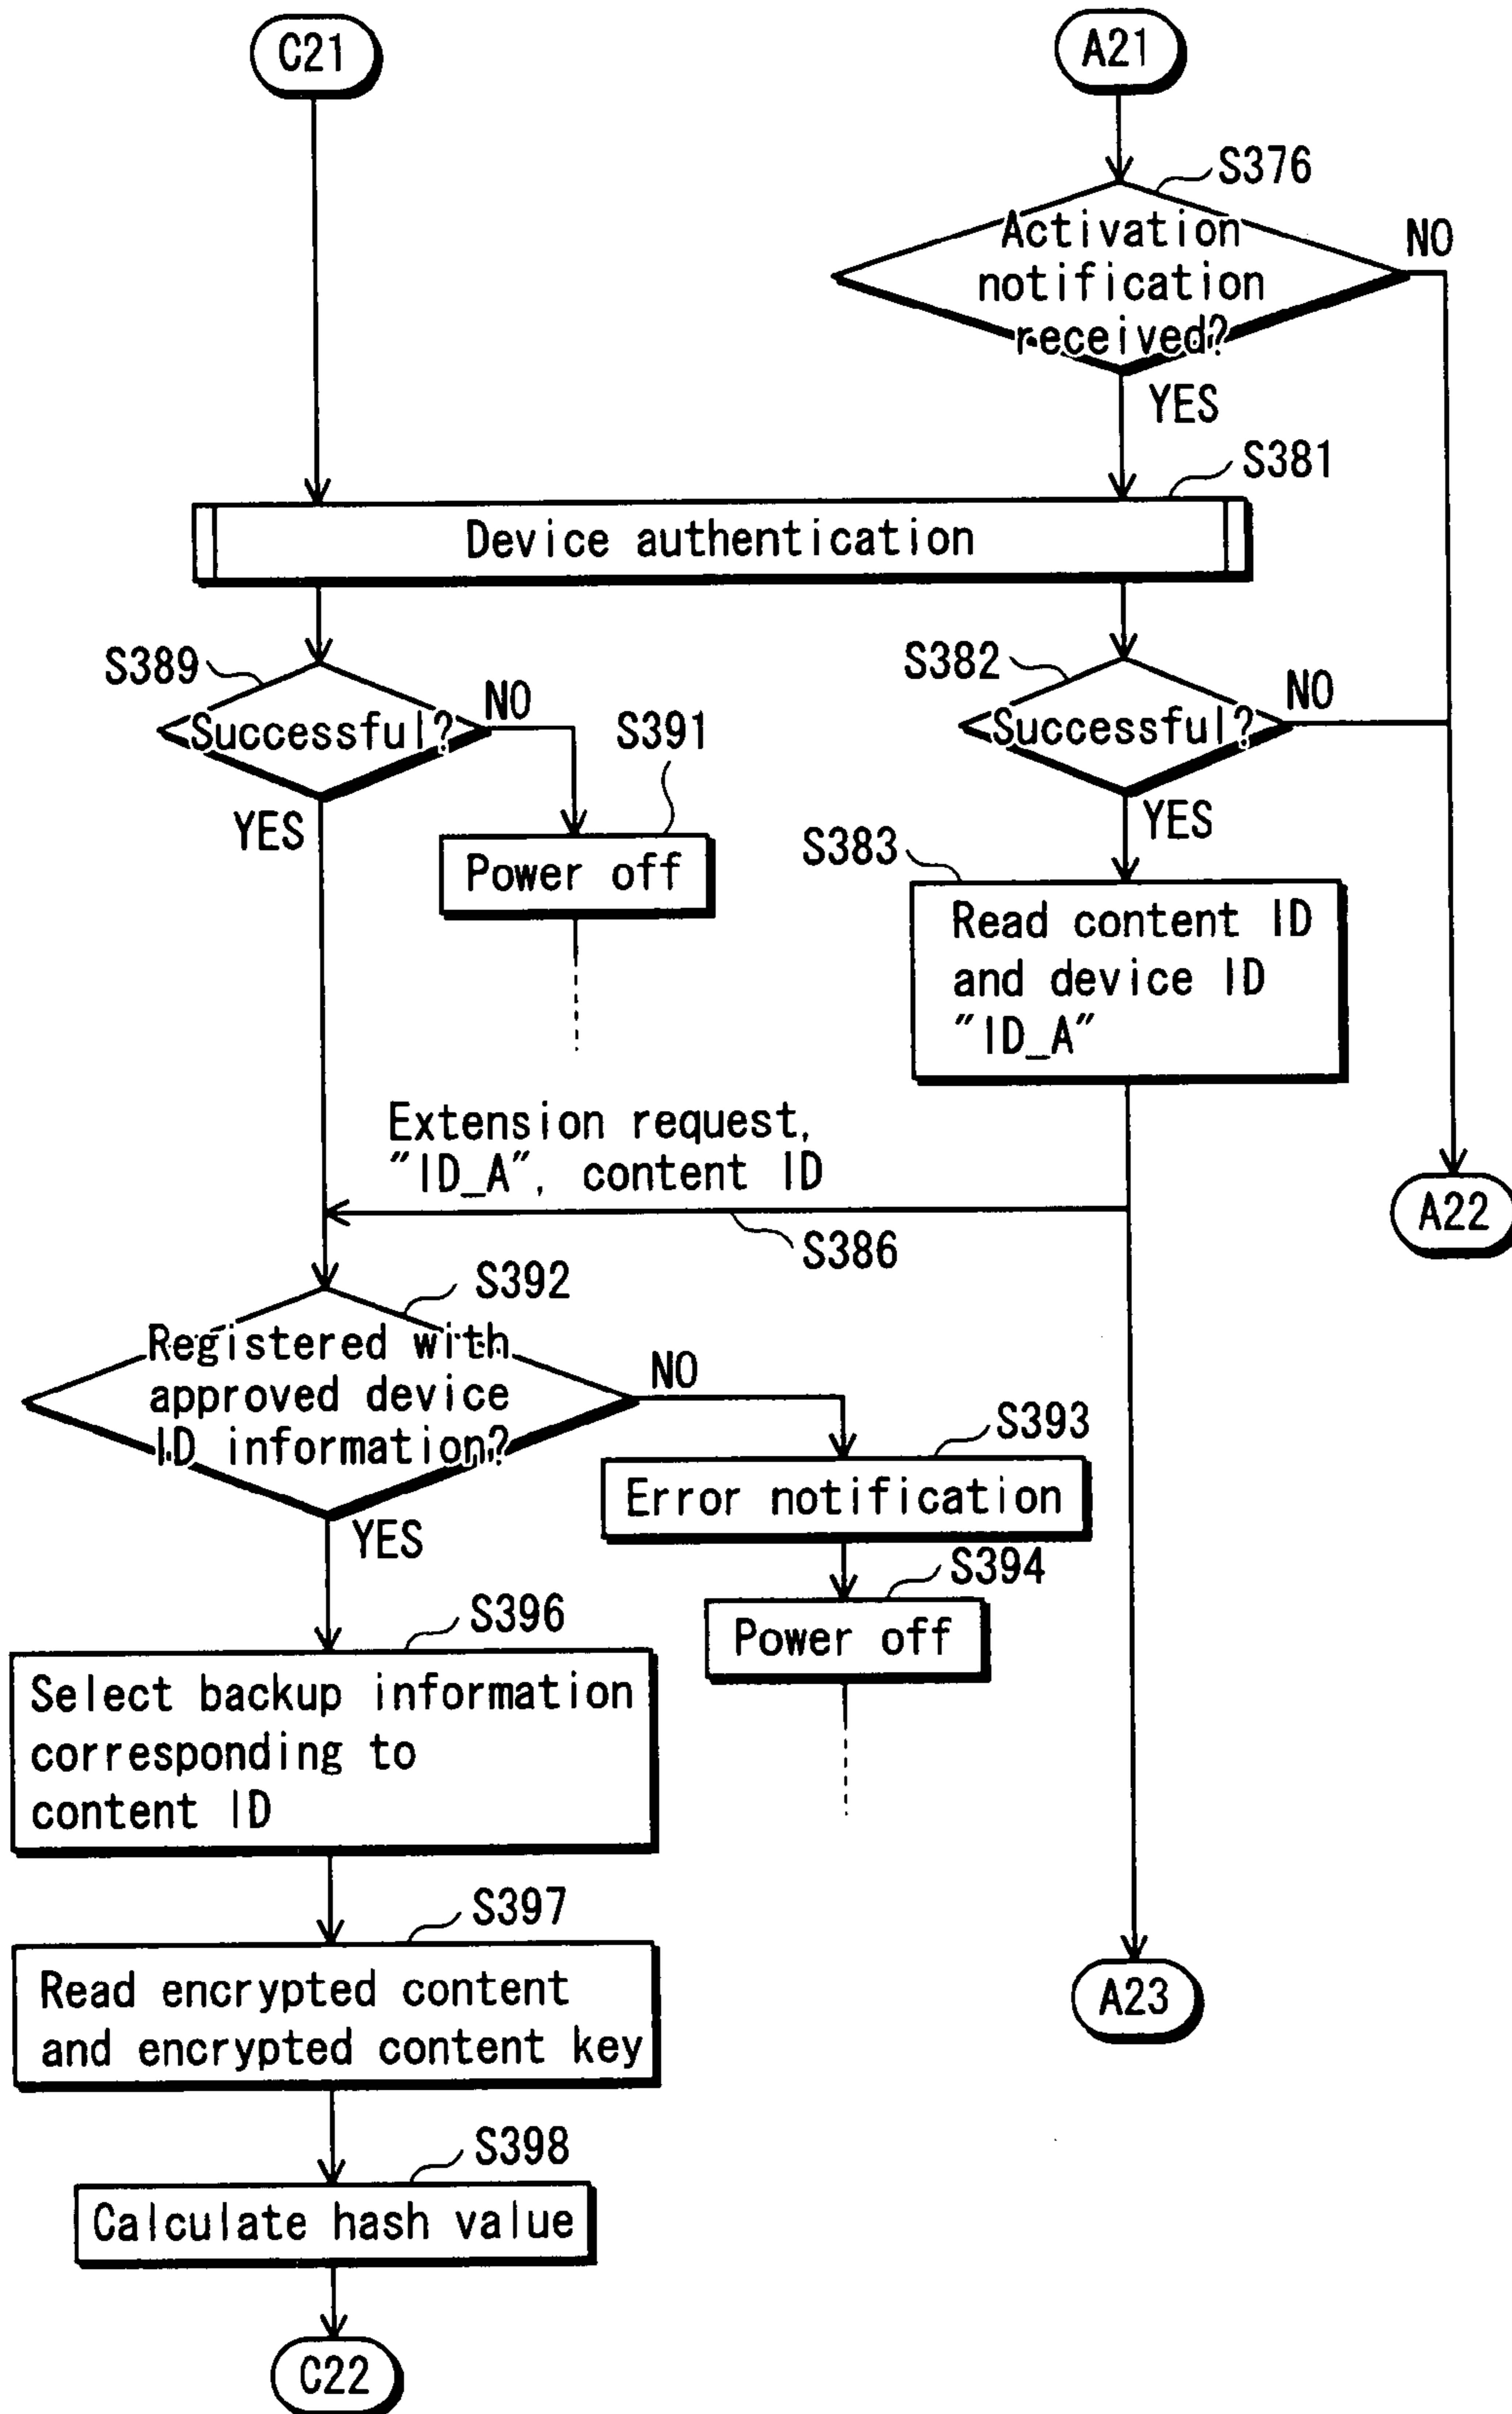 C21
A21
S376
Activation
notification
received?
NO
YES
S381
Device authentication
S389
Successful?
NO
S382
Successful?
NO
S391
YES
Power off
YES
S383
Read content ID
and device ID
"ID_A"
Extension request,
"ID_A", content ID
S386
A22
S392
Registered with
approved device
ID information?
NO
YES
S393
Error notification
S394
Power off
S396
Select backup information
corresponding to
content ID
S397
Read encrypted content
and encrypted content key
A23
S398
Calculate hash value
C22